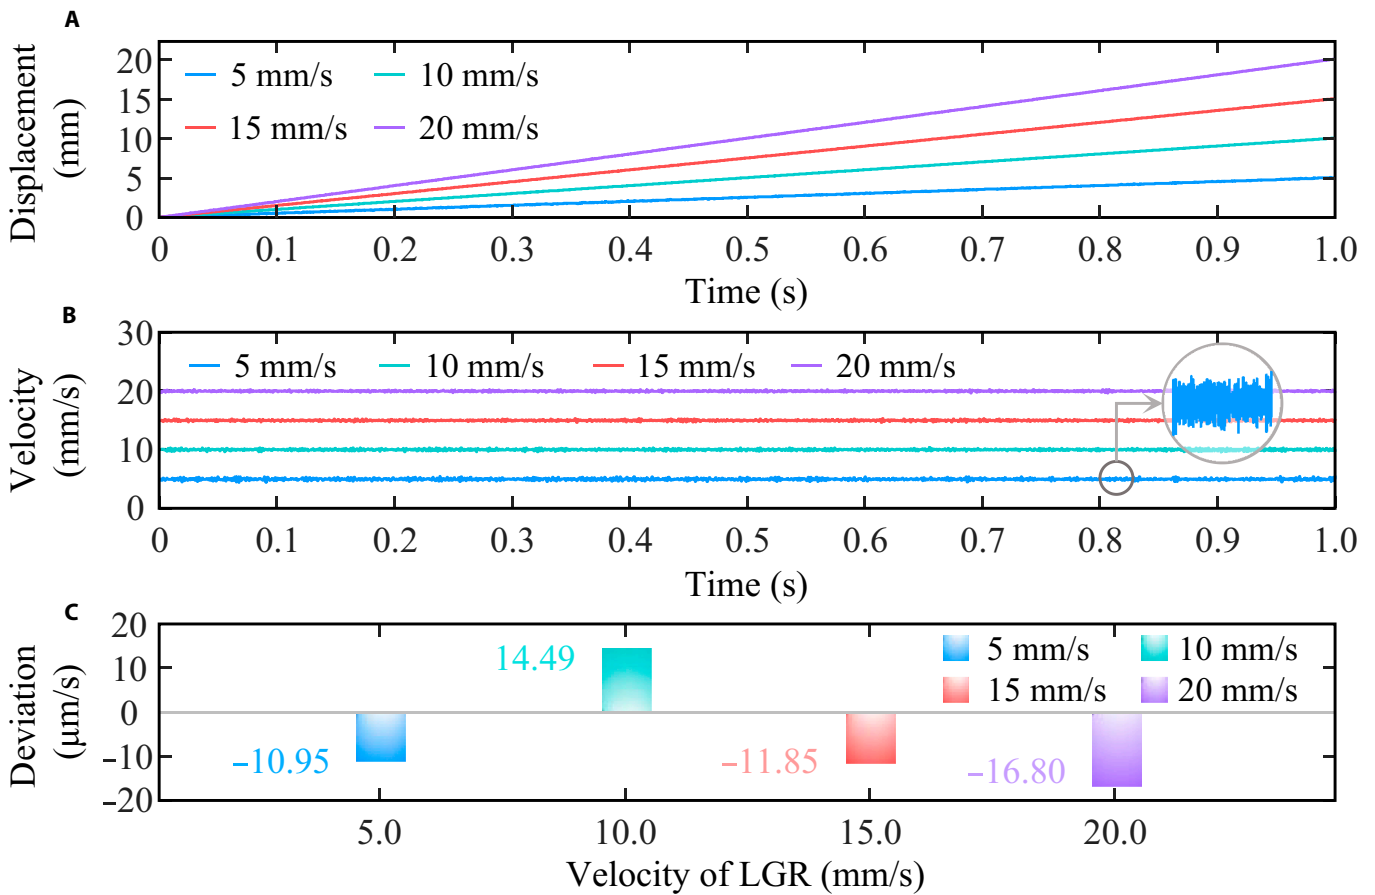 A
Displacement
(mm)
20
15
10
5
0
5 mm/s
10 mm/s
15 mm/s
20 mm/s
0 0.1 0.2 0.3 0.4 0.5 0.6 0.7 0.8 0.9 1.0
Time (s)
B
Velocity
(mm/s)
30
20
10
0
5 mm/s 10 mm/s 15 mm/s 20 mm/s
0 0.1 0.2 0.3 0.4 0.5 0.6 0.7 0.8 0.9 1.0
Time (s)
C
Deviation
(μm/s)
20
10
0
−10
−20
−10.95
14.49
−11.85
−16.80
5 mm/s
10 mm/s
15 mm/s
20 mm/s
5.0 10.0 15.0 20.0
Velocity of LGR (mm/s)